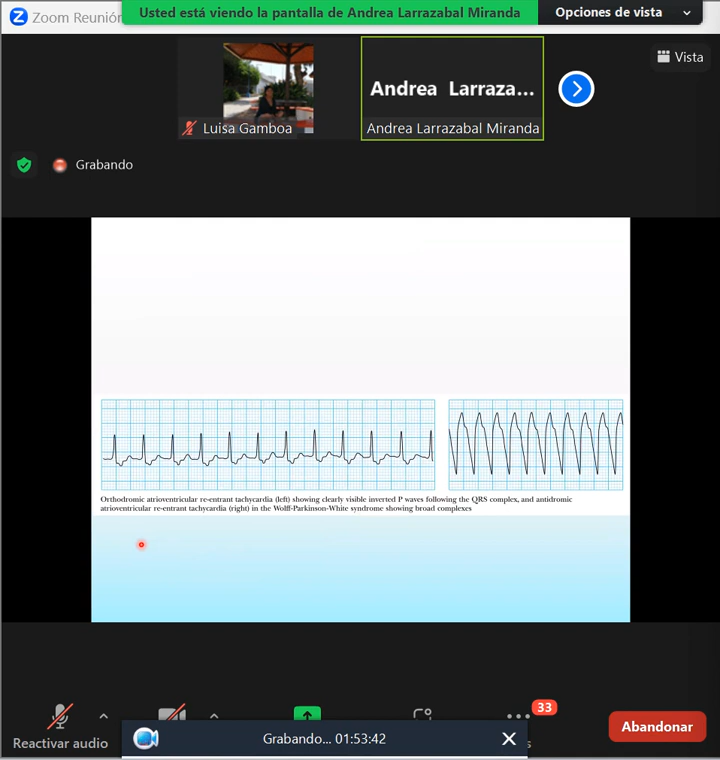 Zoom Reunión
Usted está viendo la pantalla de Andrea Larrazabal Miranda
Opciones de vista
Luisa Gamboa
Andrea Larraza...
Andrea Larrazabal Miranda
Vista
Grabando
Orthodromic atrioventricular re-entrant tachycardia (left) showing clearly visible inverted P waves following the QRS complex, and antidromic
atrioventricular re-entrant tachycardia (right) in the Wolff-Parkinson-White syndrome showing broad complexes
33
Reactivar audio
Grabando... 01:53:42
Abandonar